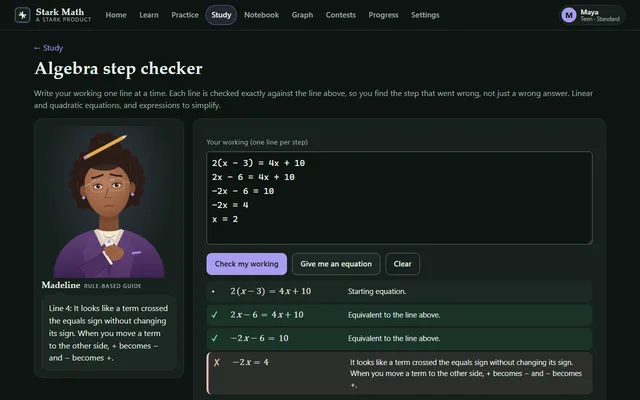 Stark Math
A STARK PRODUCT
Home Learn Practice Study Notebook Graph Contests Progress Settings
M
Maya
Teen · Standard
← Study
Algebra step checker
Write your working one line at a time. Each line is checked exactly against the line above, so you find the step that went wrong, not just a wrong answer. Linear
and quadratic equations, and expressions to simplify.
Your working (one line per step)
2(x − 3) = 4x + 10
2x − 6 = 4x + 10
−2x − 6 = 10
−2x = 4
x = 2
Check my working Give me an equation Clear
Madeline RULE-BASED GUIDE
Line 4: It looks like a term crossed
the equals sign without changing
its sign. When you move a term
to the other side, + becomes −
and − becomes +.
• 2(x − 3) = 4x + 10 Starting equation.
✓ 2x − 6 = 4x + 10 Equivalent to the line above.
✓ −2x − 6 = 10 Equivalent to the line above.
✗ −2x = 4 It looks like a term crossed the equals sign without changing its sign.
When you move a term to the other side, + becomes − and − becomes
+.